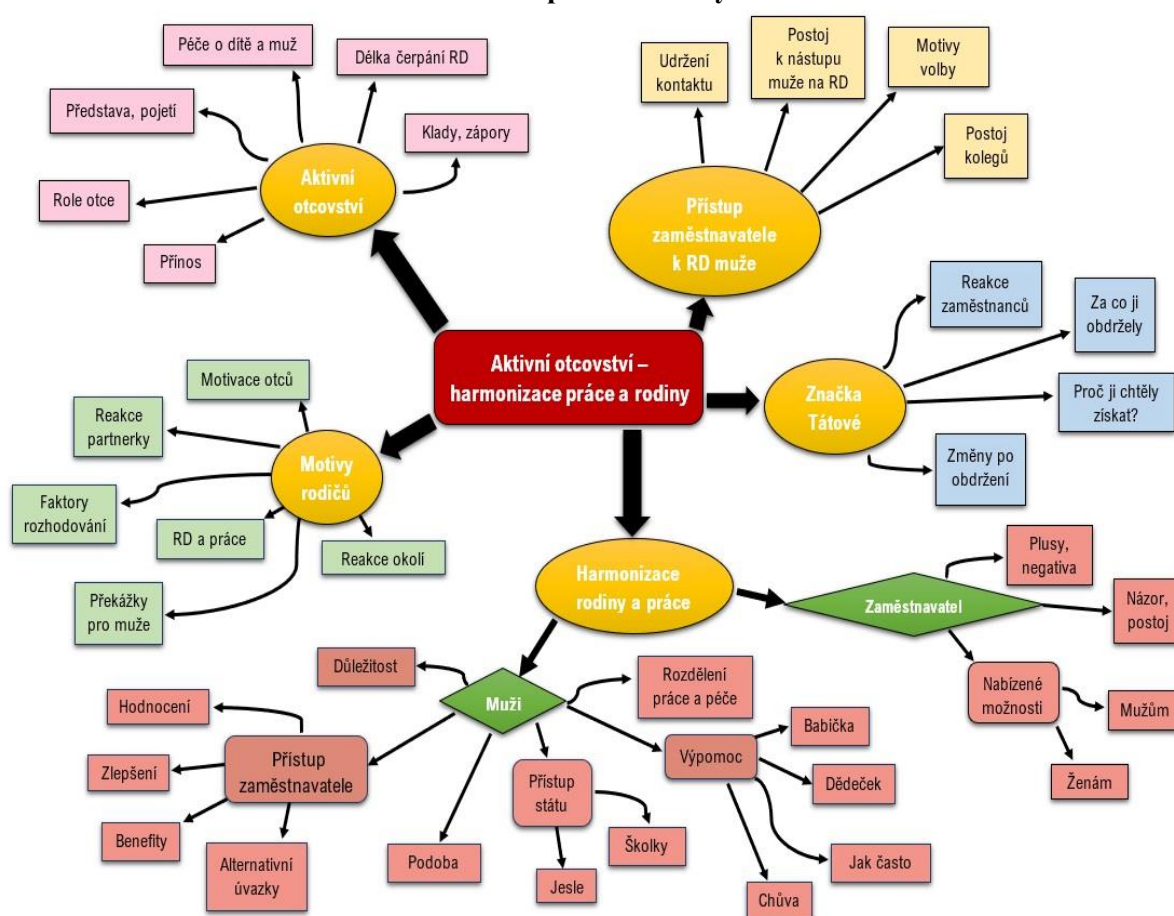 Péče o dítě a muž
Délka čerpání RD
Představa, pojetí
Klady, zápory
Role otce
Přínos
Aktivní
otcovství
Udržení
kontaktu
Postoj
k nástupu
muže na RD
Motivy
volby
Postoj
kolegů
Přístup
zaměstnavatele
k RD muže
Reakce
zaměstnanců
Za co ji
obdržely
Proč ji chtěly
získat?
Změny po
obdržení
Značka
Tátové
Aktivní otcovství –
harmonizace práce a rodiny
Motivace otců
Reakce
partnerky
Faktory
rozhodování
RD a práce
Reakce okolí
Překážky
pro muže
Motivy
rodičů
Harmonizace
rodiny a práce
Zaměstnavatel
Plusy,
negativa
Názor,
postoj
Nabízené
možnosti
Mužům
Ženám
Muži
Důležitost
Rozdělení
práce a péče
Hodnocení
Přístup
zaměstnavatele
Zlepšení
Benefity
Alternativní
úvazky
Podoba
Přístup
státu
Školky
Jesle
Výpomoc
Babička
Dědeček
Jak často
Chůva